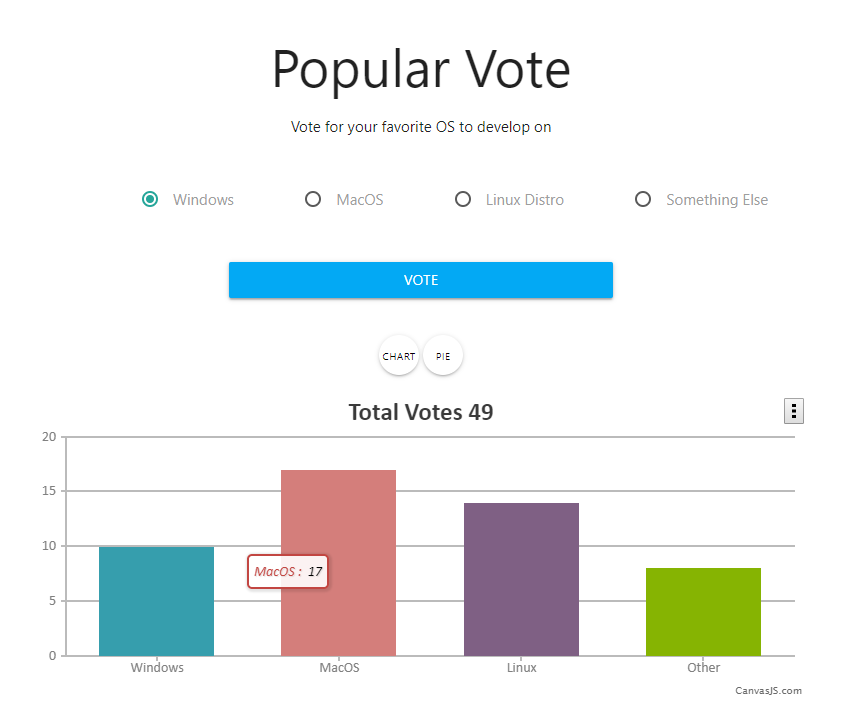 Popular Vote
Vote for your favorite OS to develop on
Windows MacOS Linux Distro Something Else
VOTE
CHART PIE
Total Votes 49
20
15
10
MacOS : 17
5
0
Windows MacOS Linux Other
CanvasJS.com